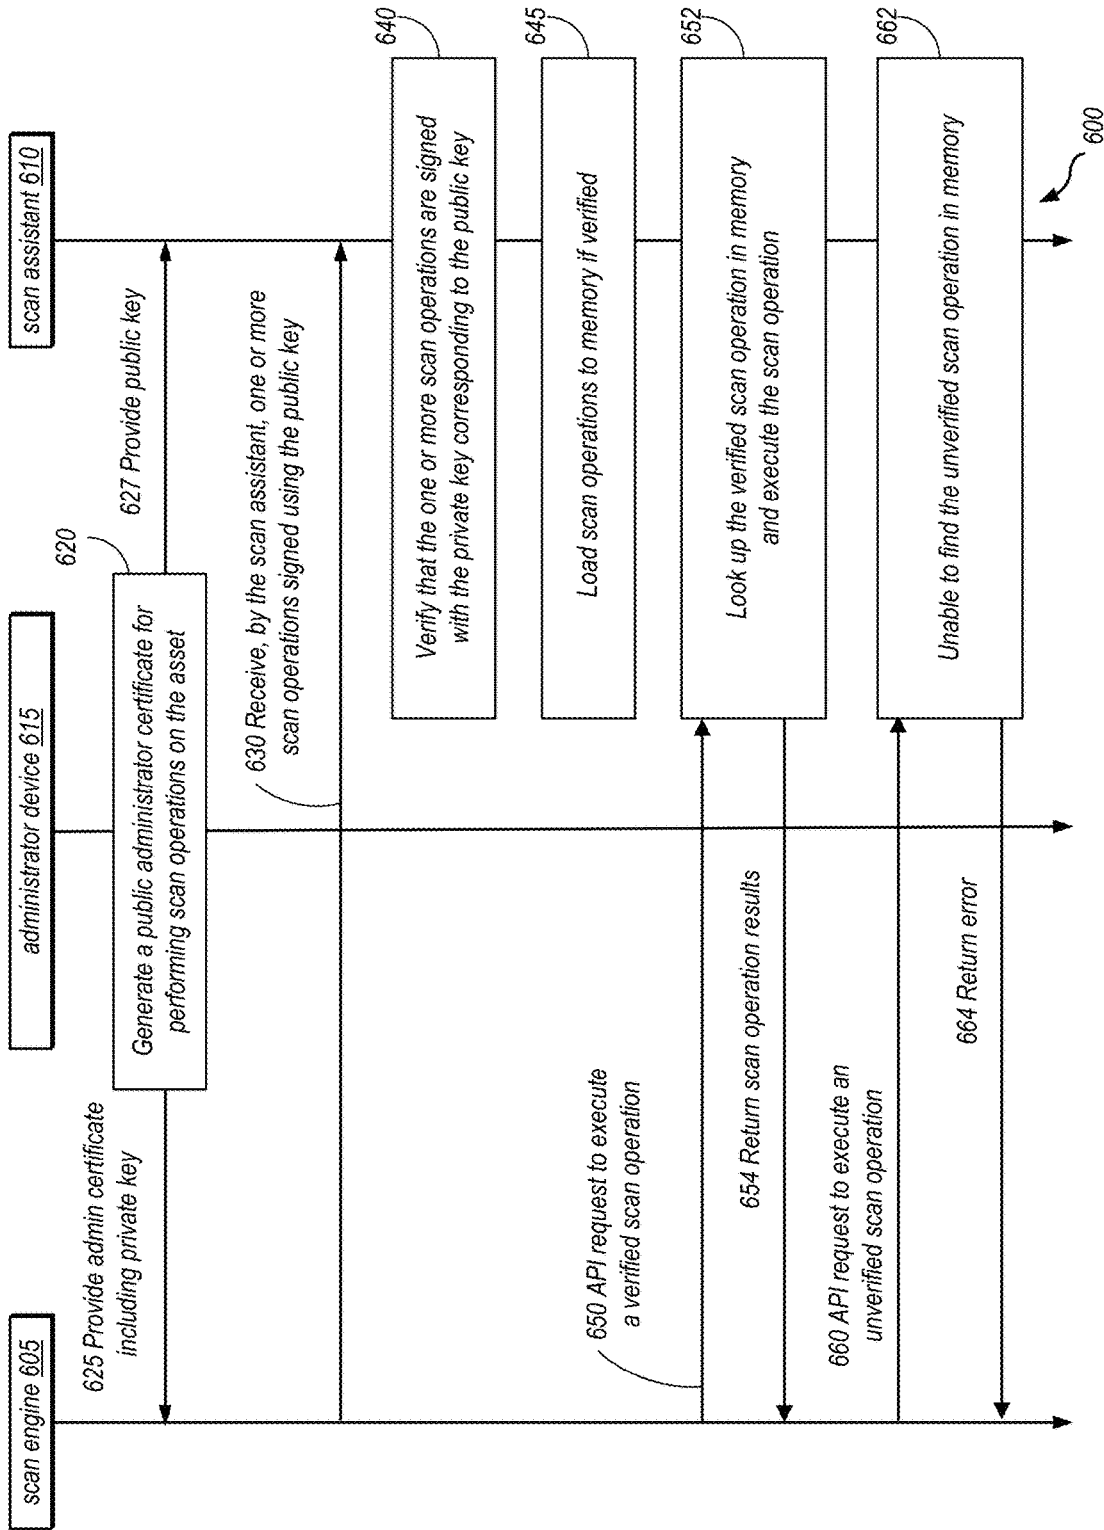 scan engine 605
administrator device 615
scan assistant 610
620
Generate a public administrator certificate for
performing scan operations on the asset
625 Provide admin certificate
including private key
627 Provide public key
630 Receive, by the scan assistant, one or more
scan operations signed using the public key
640
Verify that the one or more scan operations are signed
with the private key corresponding to the public key
645
Load scan operations to memory if verified
650 API request to execute
a verified scan operation
652
Look up the verified scan operation in memory
and execute the scan operation
654 Return scan operation results
660 API request to execute an
unverified scan operation
662
Unable to find the unverified scan operation in memory
664 Return error
600